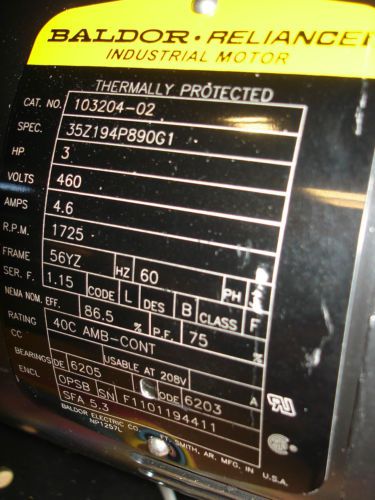 BALDOR · RELIANCE
INDUSTRIAL MOTOR
THERMALLY PROTECTED
CAT. NO. 103204-02
SPEC. 35Z194P890G1
HP 3
VOLTS 460
AMPS 4.6
R.P.M. 1725
FRAME 56YZ HZ 60 PH
SER. F. 1.15 CODE L DES B CLASS F
NEMA NOM. EFF. 86.5 % P.F. 75 %
RATING 40C AMB-CONT
CC USABLE AT 208V A
BEARINGS DE 6205 ODE 6203
ENCL OPSB SN F1101194411
SFA 5.3
BALDOR ELECTRIC CO. FT. SMITH, AR. MFG. IN U.S.A.
NP1257L